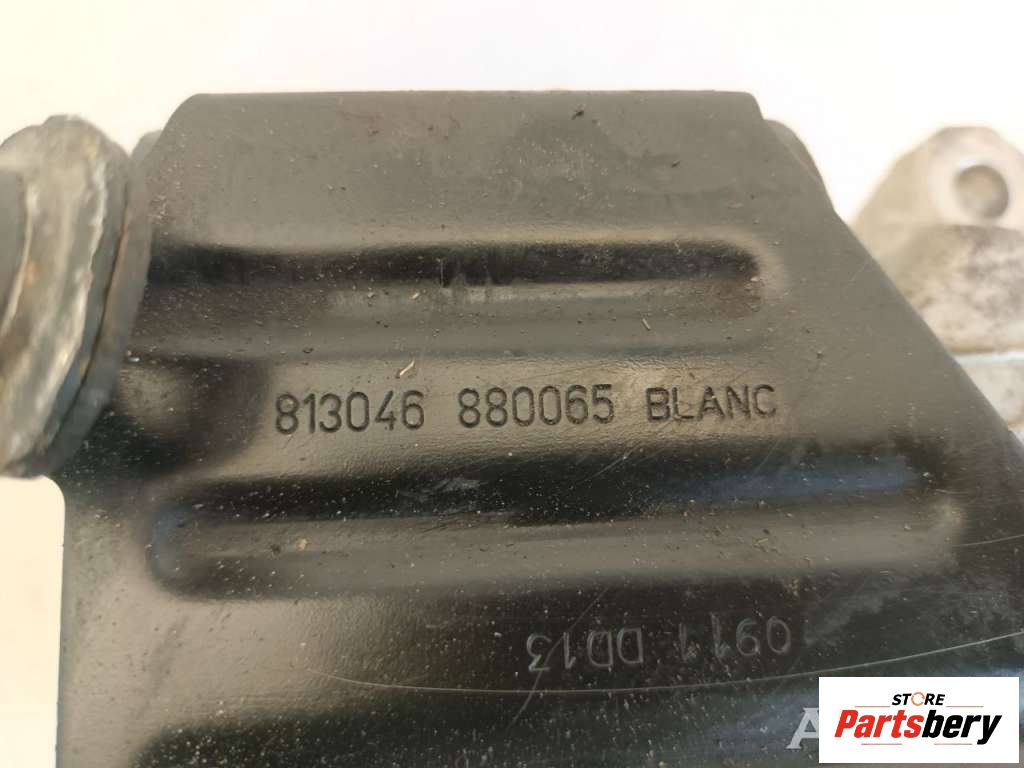 813046 880065 BLANC
0911 DD13
STORE
Partsbery